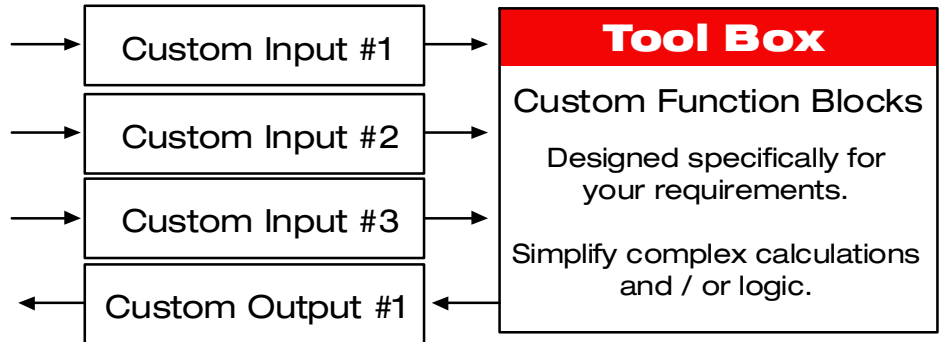 Custom Input #1
Custom Input #2
Custom Input #3
Custom Output #1
Tool Box
Custom Function Blocks
Designed specifically for
your requirements.
Simplify complex calculations
and / or logic.